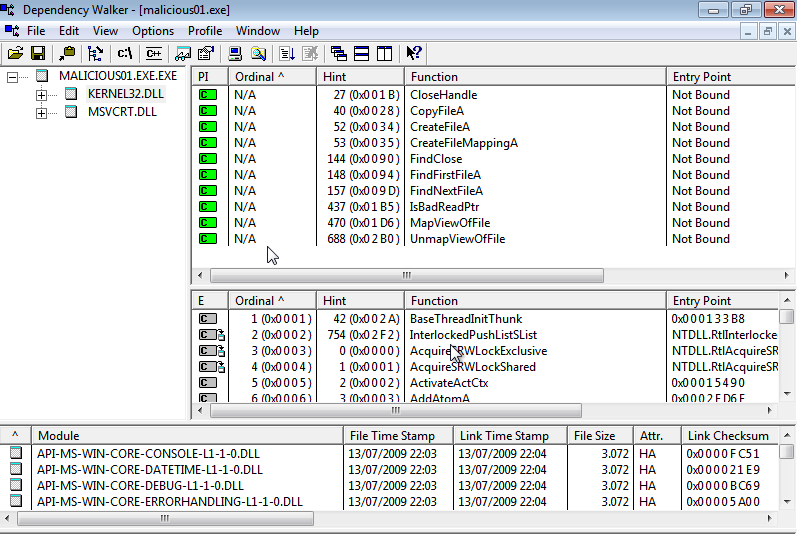 Dependency Walker - [malicious01.exe]
File Edit View Options Profile Window Help
C:\ C++
MALICIOUS01.EXE.EXE
KERNEL32.DLL
MSVCRT.DLL
PI Ordinal ^ Hint Function Entry Point
C N/A 27 (0x001B) CloseHandle Not Bound
C N/A 40 (0x0028) CopyFileA Not Bound
C N/A 52 (0x0034) CreateFileA Not Bound
C N/A 53 (0x0035) CreateFileMappingA Not Bound
C N/A 144 (0x0090) FindClose Not Bound
C N/A 148 (0x0094) FindFirstFileA Not Bound
C N/A 157 (0x009D) FindNextFileA Not Bound
C N/A 437 (0x01B5) IsBadReadPtr Not Bound
C N/A 470 (0x01D6) MapViewOfFile Not Bound
C N/A 688 (0x02B0) UnmapViewOfFile Not Bound
E Ordinal ^ Hint Function Entry Point
C 1 (0x0001) 42 (0x002A) BaseThreadInitThunk 0x000133B8
C 2 (0x0002) 754 (0x02F2) InterlockedPushListSList NTDLL.RtlInterlocke
C 3 (0x0003) 0 (0x0000) AcquireSRWLockExclusive NTDLL.RtlAcquireSR
C 4 (0x0004) 1 (0x0001) AcquireSRWLockShared NTDLL.RtlAcquireSR
C 5 (0x0005) 2 (0x0002) ActivateActCtx 0x00015490
C 6 (0x0006) 3 (0x0003) AddAtomA
^ Module File Time Stamp Link Time Stamp File Size Attr. Link Checksum
API-MS-WIN-CORE-CONSOLE-L1-1-0.DLL 13/07/2009 22:03 13/07/2009 22:04 3.072 HA 0x0000FC51
API-MS-WIN-CORE-DATETIME-L1-1-0.DLL 13/07/2009 22:03 13/07/2009 22:04 3.072 HA 0x000021E9
API-MS-WIN-CORE-DEBUG-L1-1-0.DLL 13/07/2009 22:03 13/07/2009 22:04 3.072 HA 0x0000BC69
API-MS-WIN-CORE-ERRORHANDLING-L1-1-0.DLL 13/07/2009 22:03 13/07/2009 22:04 3.072 HA 0x00005A00